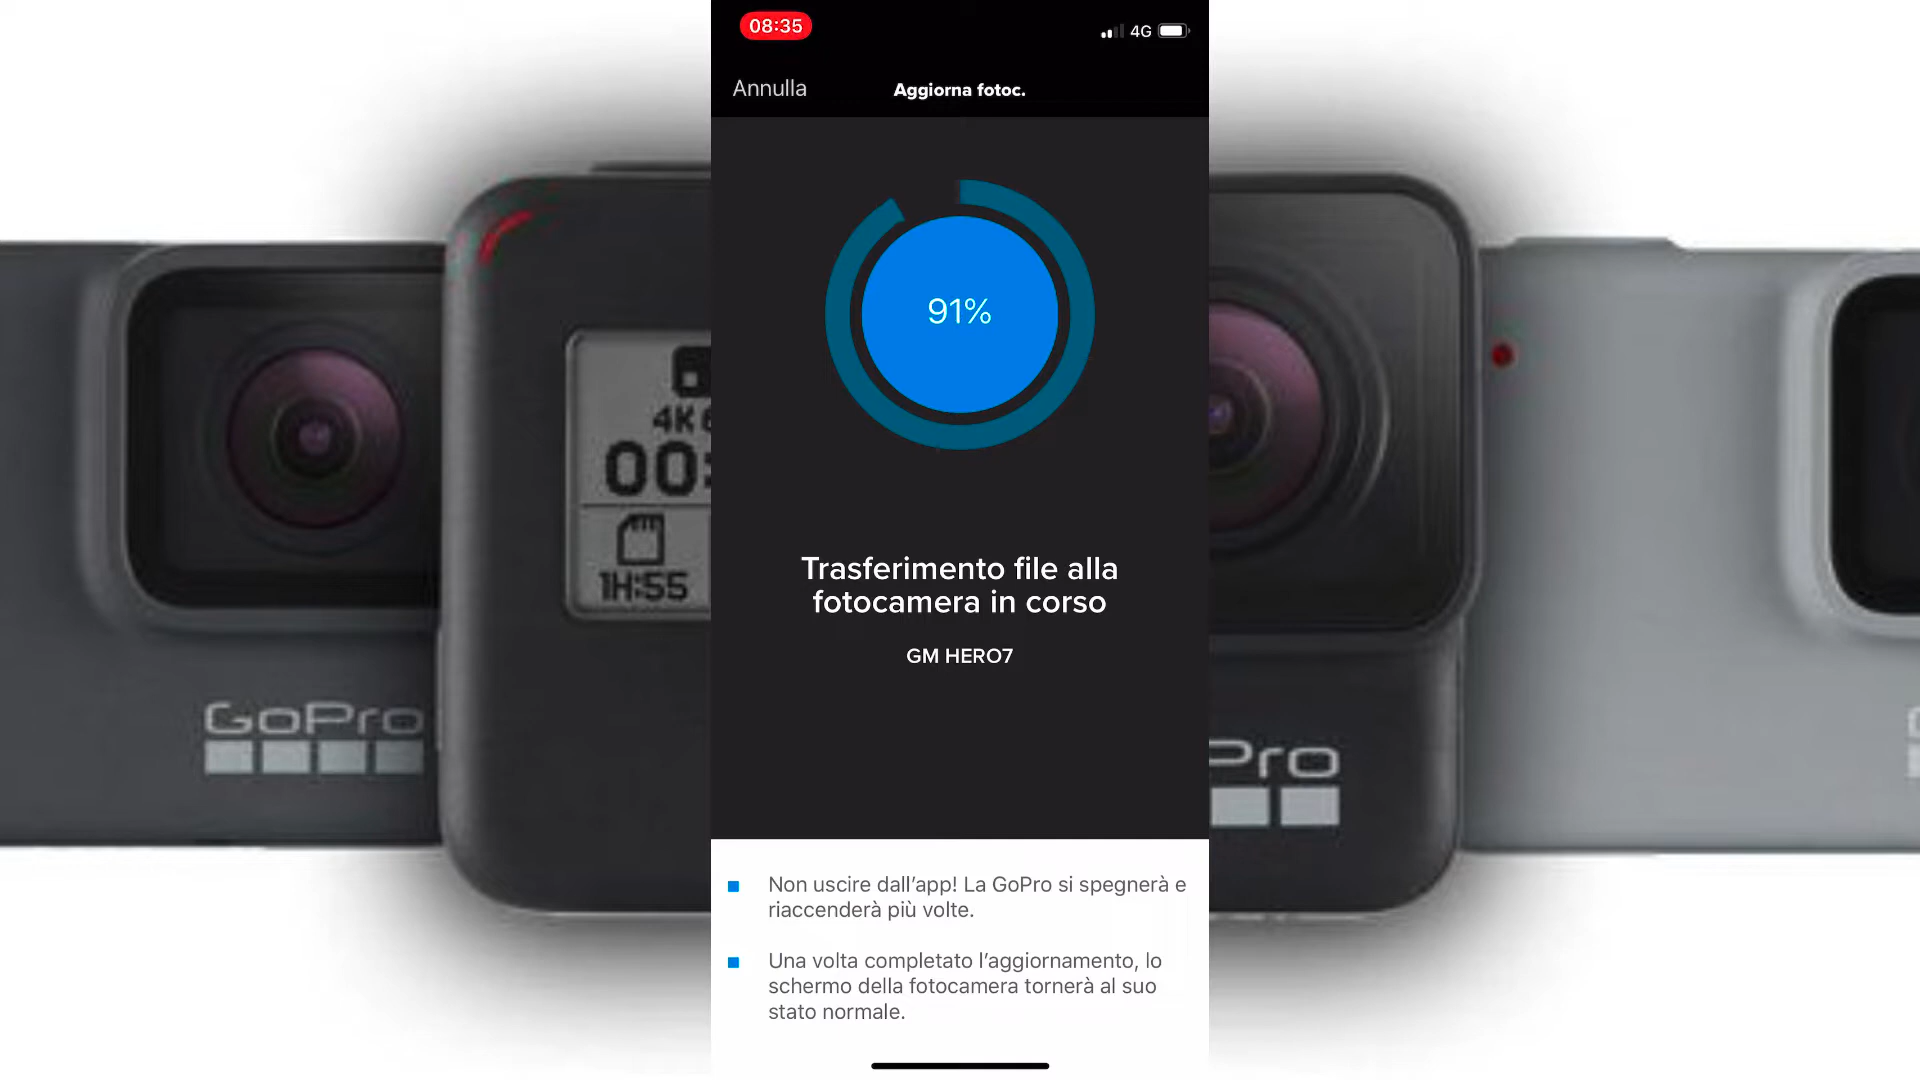 08:35
4G
Annulla
Aggiorna fotoc.
91%
4K
00:
1H:55
Trasferimento file alla
fotocamera in corso
GM HERO7
GoPro
Pro
Non uscire dall'app! La GoPro si spegnerà e
riaccenderà più volte.
Una volta completato l'aggiornamento, lo
schermo della fotocamera tornerà al suo
stato normale.